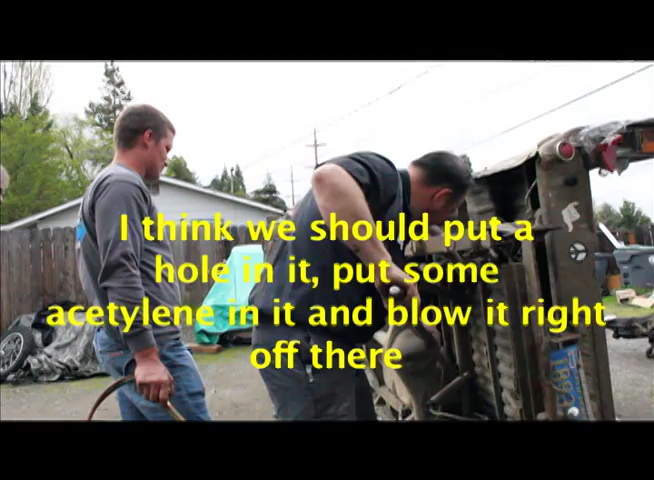 I think we should put a
hole in it, put some
acetylene in it and blow it right
off there